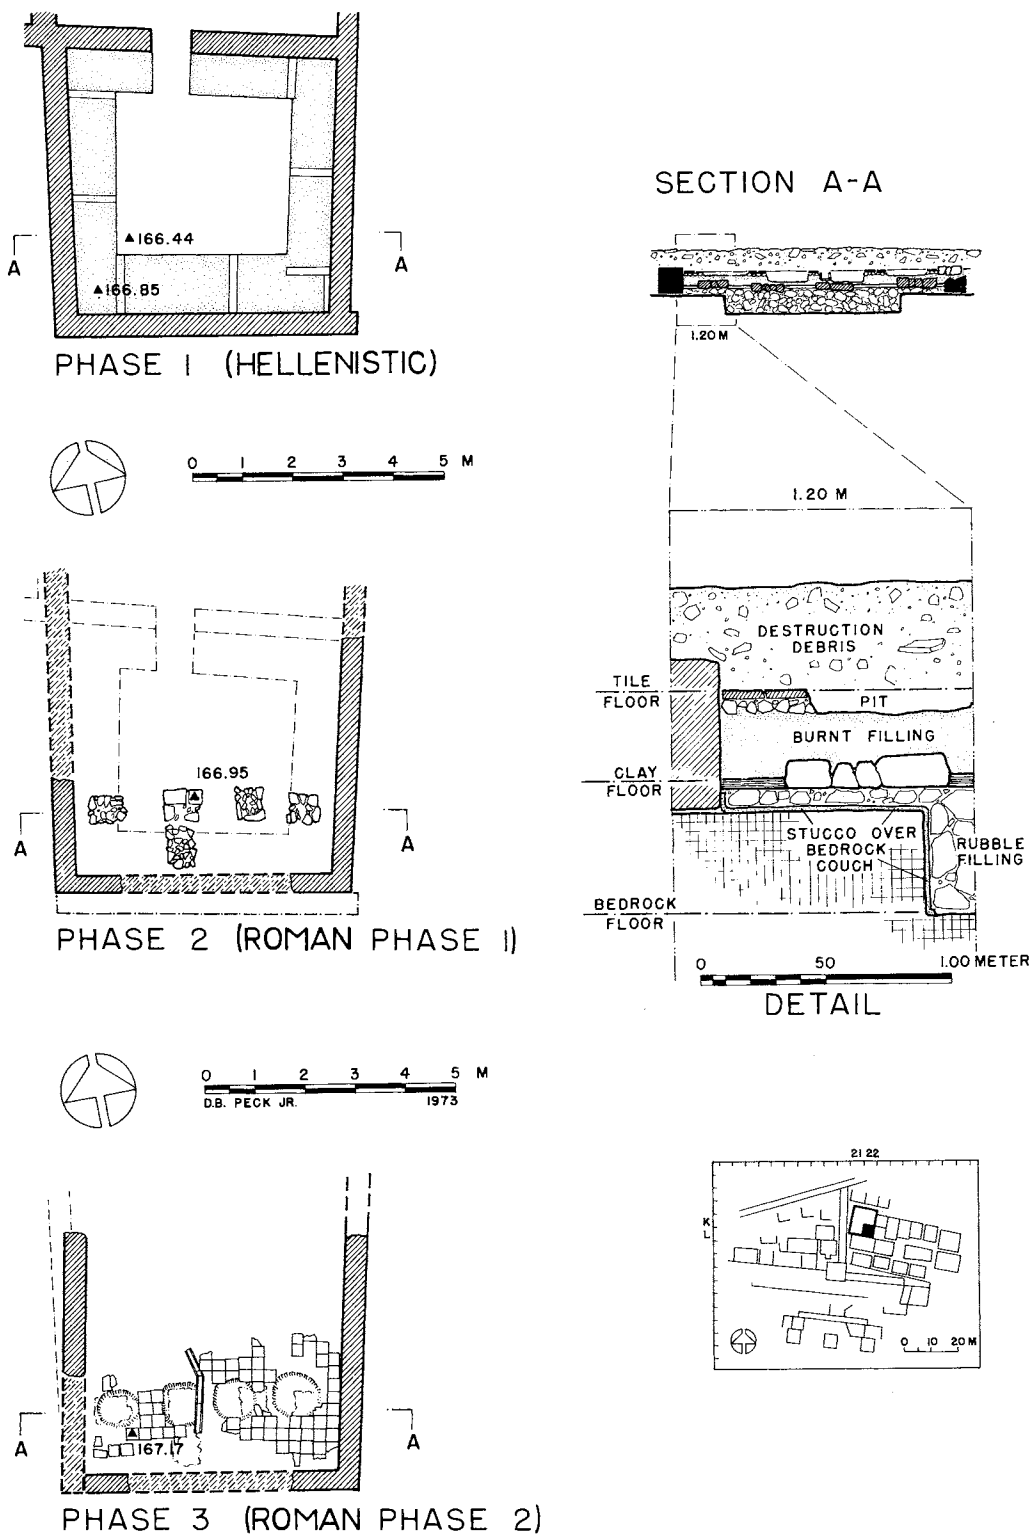 166.44
A
A
166.85
PHASE 1 (HELLENISTIC)
0 1 2 3 4 5 M
166.95
A
A
PHASE 2 (ROMAN PHASE 1)
0 1 2 3 4 5 M
D.B. PECK JR. 1973
A
A
167.17
PHASE 3 (ROMAN PHASE 2)
SECTION A-A
1.20 M
1.20 M
DESTRUCTION
DEBRIS
TILE
FLOOR
PIT
BURNT FILLING
CLAY
FLOOR
STUCCO OVER
BEDROCK
COUCH
RUBBLE
FILLING
BEDROCK
FLOOR
0 50 1.00 METER
DETAIL
21 22
K
L
0 10 20 M